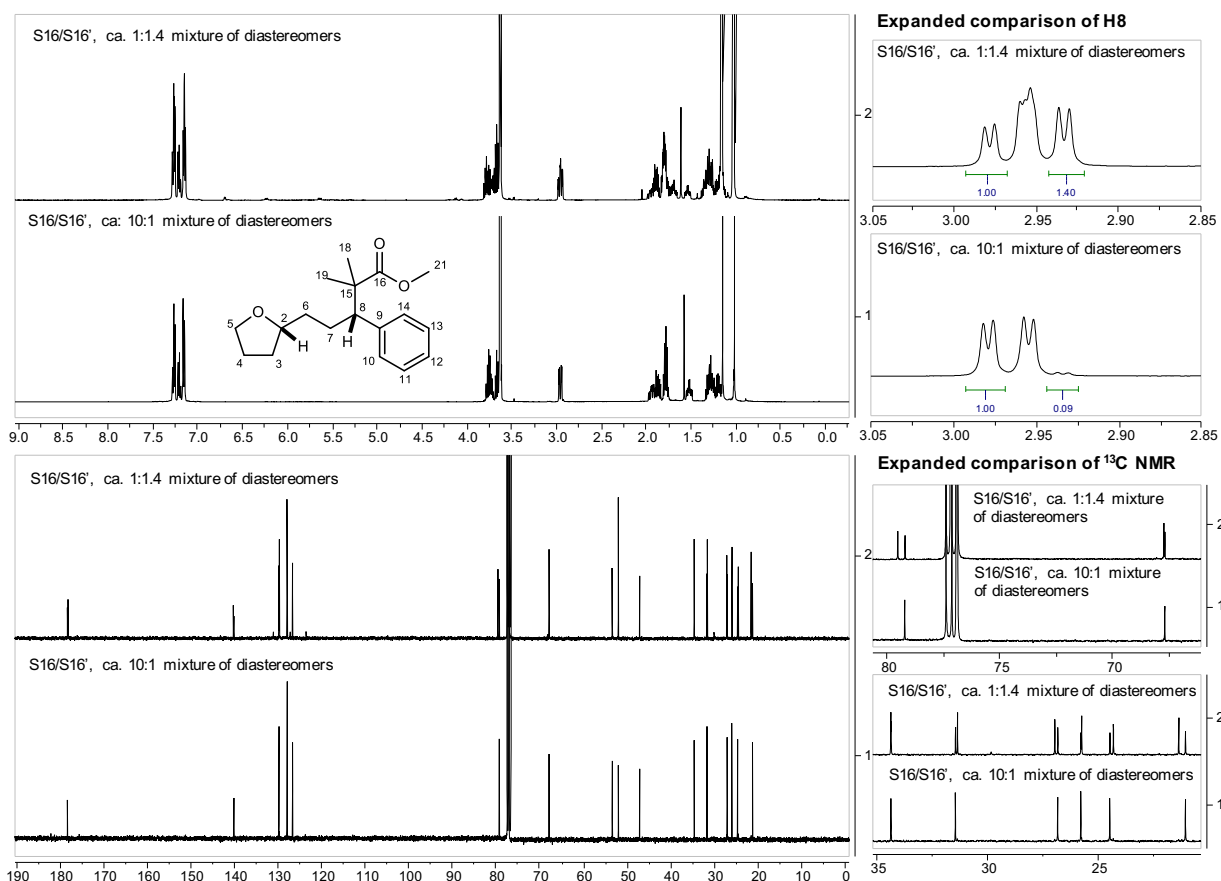 S16/S16', ca. 1:1.4 mixture of diastereomers
S16/S16', ca: 10:1 mixture of diastereomers
O
18
19
21
16
15
O
6
8
14
9
O
2
7
H
13
5
H
10
12
4
3
11
2
1
9.0 8.5 8.0 7.5 7.0 6.5 6.0 5.5 5.0 4.5 4.0 3.5 3.0 2.5 2.0 1.5 1.0 0.5 0.0
Expanded comparison of H8
S16/S16', ca. 1:1.4 mixture of diastereomers
1.00 1.40
3.05 3.00 2.95 2.90 2.85
S16/S16', ca. 10:1 mixture of diastereomers
1.00 0.09
3.05 3.00 2.95 2.90 2.85
S16/S16', ca. 1:1.4 mixture of diastereomers
S16/S16', ca. 10:1 mixture of diastereomers
2
1
190 180 170 160 150 140 130 120 110 100 90 80 70 60 50 40 30 20 10 0
Expanded comparison of ¹³C NMR
S16/S16', ca. 1:1.4 mixture
of diastereomers
2
S16/S16', ca. 10:1 mixture
of diastereomers
1
80 75 70
S16/S16', ca. 1:1.4 mixture of diastereomers
2
S16/S16', ca. 10:1 mixture of diastereomers
1
35 30 25